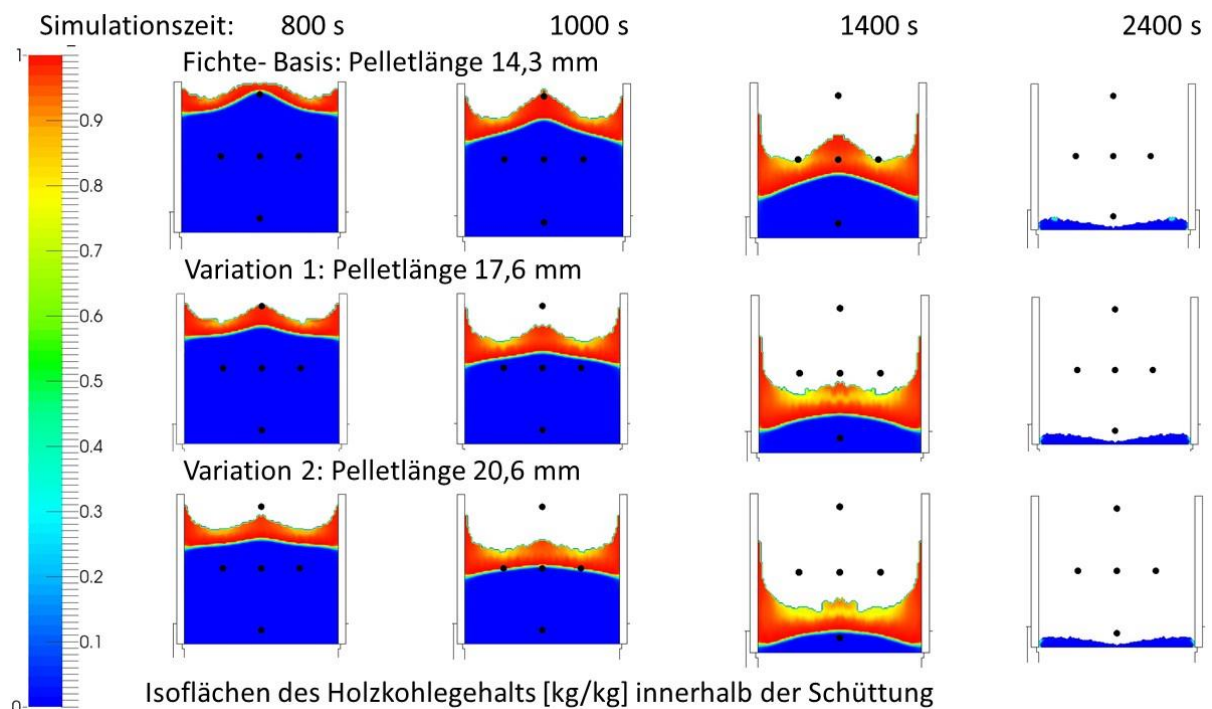 Simulationszeit: 800 s 1000 s 1400 s 2400 s
Fichte- Basis: Pelletlänge 14,3 mm
Variation 1: Pelletlänge 17,6 mm
Variation 2: Pelletlänge 20,6 mm
1
0.9
0.8
0.7
0.6
0.5
0.4
0.3
0.2
0.1
0
Isoflächen des Holzkohlegehalts [kg/kg] innerhalb der Schüttung